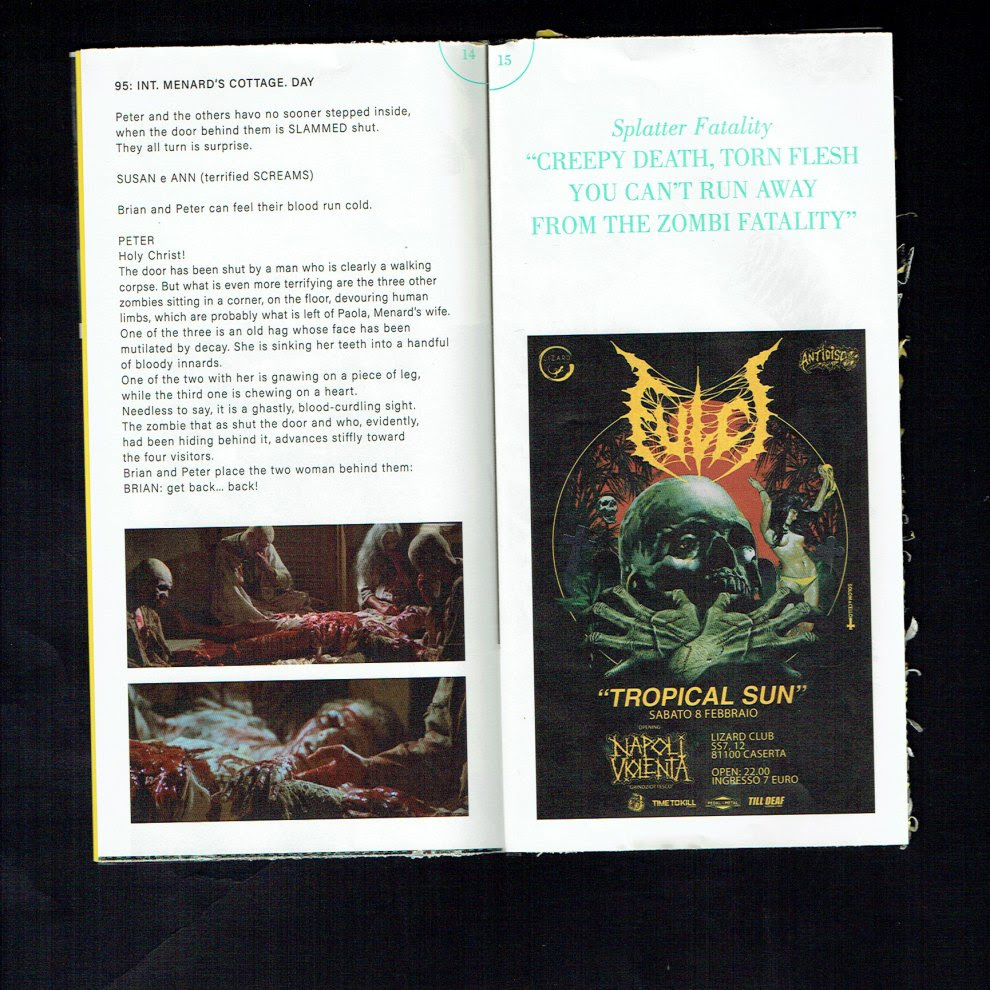 14
95: INT. MENARD'S COTTAGE. DAY
Peter and the others havo no sooner stepped inside,
when the door behind them is SLAMMED shut.
They all turn is surprise.
SUSAN e ANN (terrified SCREAMS)
Brian and Peter can feel their blood run cold.
PETER
Holy Christ!
The door has been shut by a man who is clearly a walking
corpse. But what is even more terrifying are the three other
zombies sitting in a corner, on the floor, devouring human
limbs, which are probably what is left of Paola, Menard's wife.
One of the three is an old hag whose face has been
mutilated by decay. She is sinking her teeth into a handful
of bloody innards.
One of the two with her is gnawing on a piece of leg,
while the third one is chewing on a heart.
Needless to say, it is a ghastly, blood-curdling sight.
The zombie that as shut the door and who, evidently,
had been hiding behind it, advances stiffly toward
the four visitors.
Brian and Peter place the two woman behind them:
BRIAN: get back... back!
15
Splatter Fatality
“CREEPY DEATH, TORN FLESH
YOU CAN'T RUN AWAY
FROM THE ZOMBI FATALITY”
LIZARD
ANTIDISCO
FULCI
“TROPICAL SUN”
SABATO 8 FEBBRAIO
OPENING
NAPOLI
VIOLENTA
LIZARD CLUB
SS7, 12
81100 CASERTA
OPEN: 22.00
INGRESSO 7 EURO
TIME TO KILL
TILL DEAF